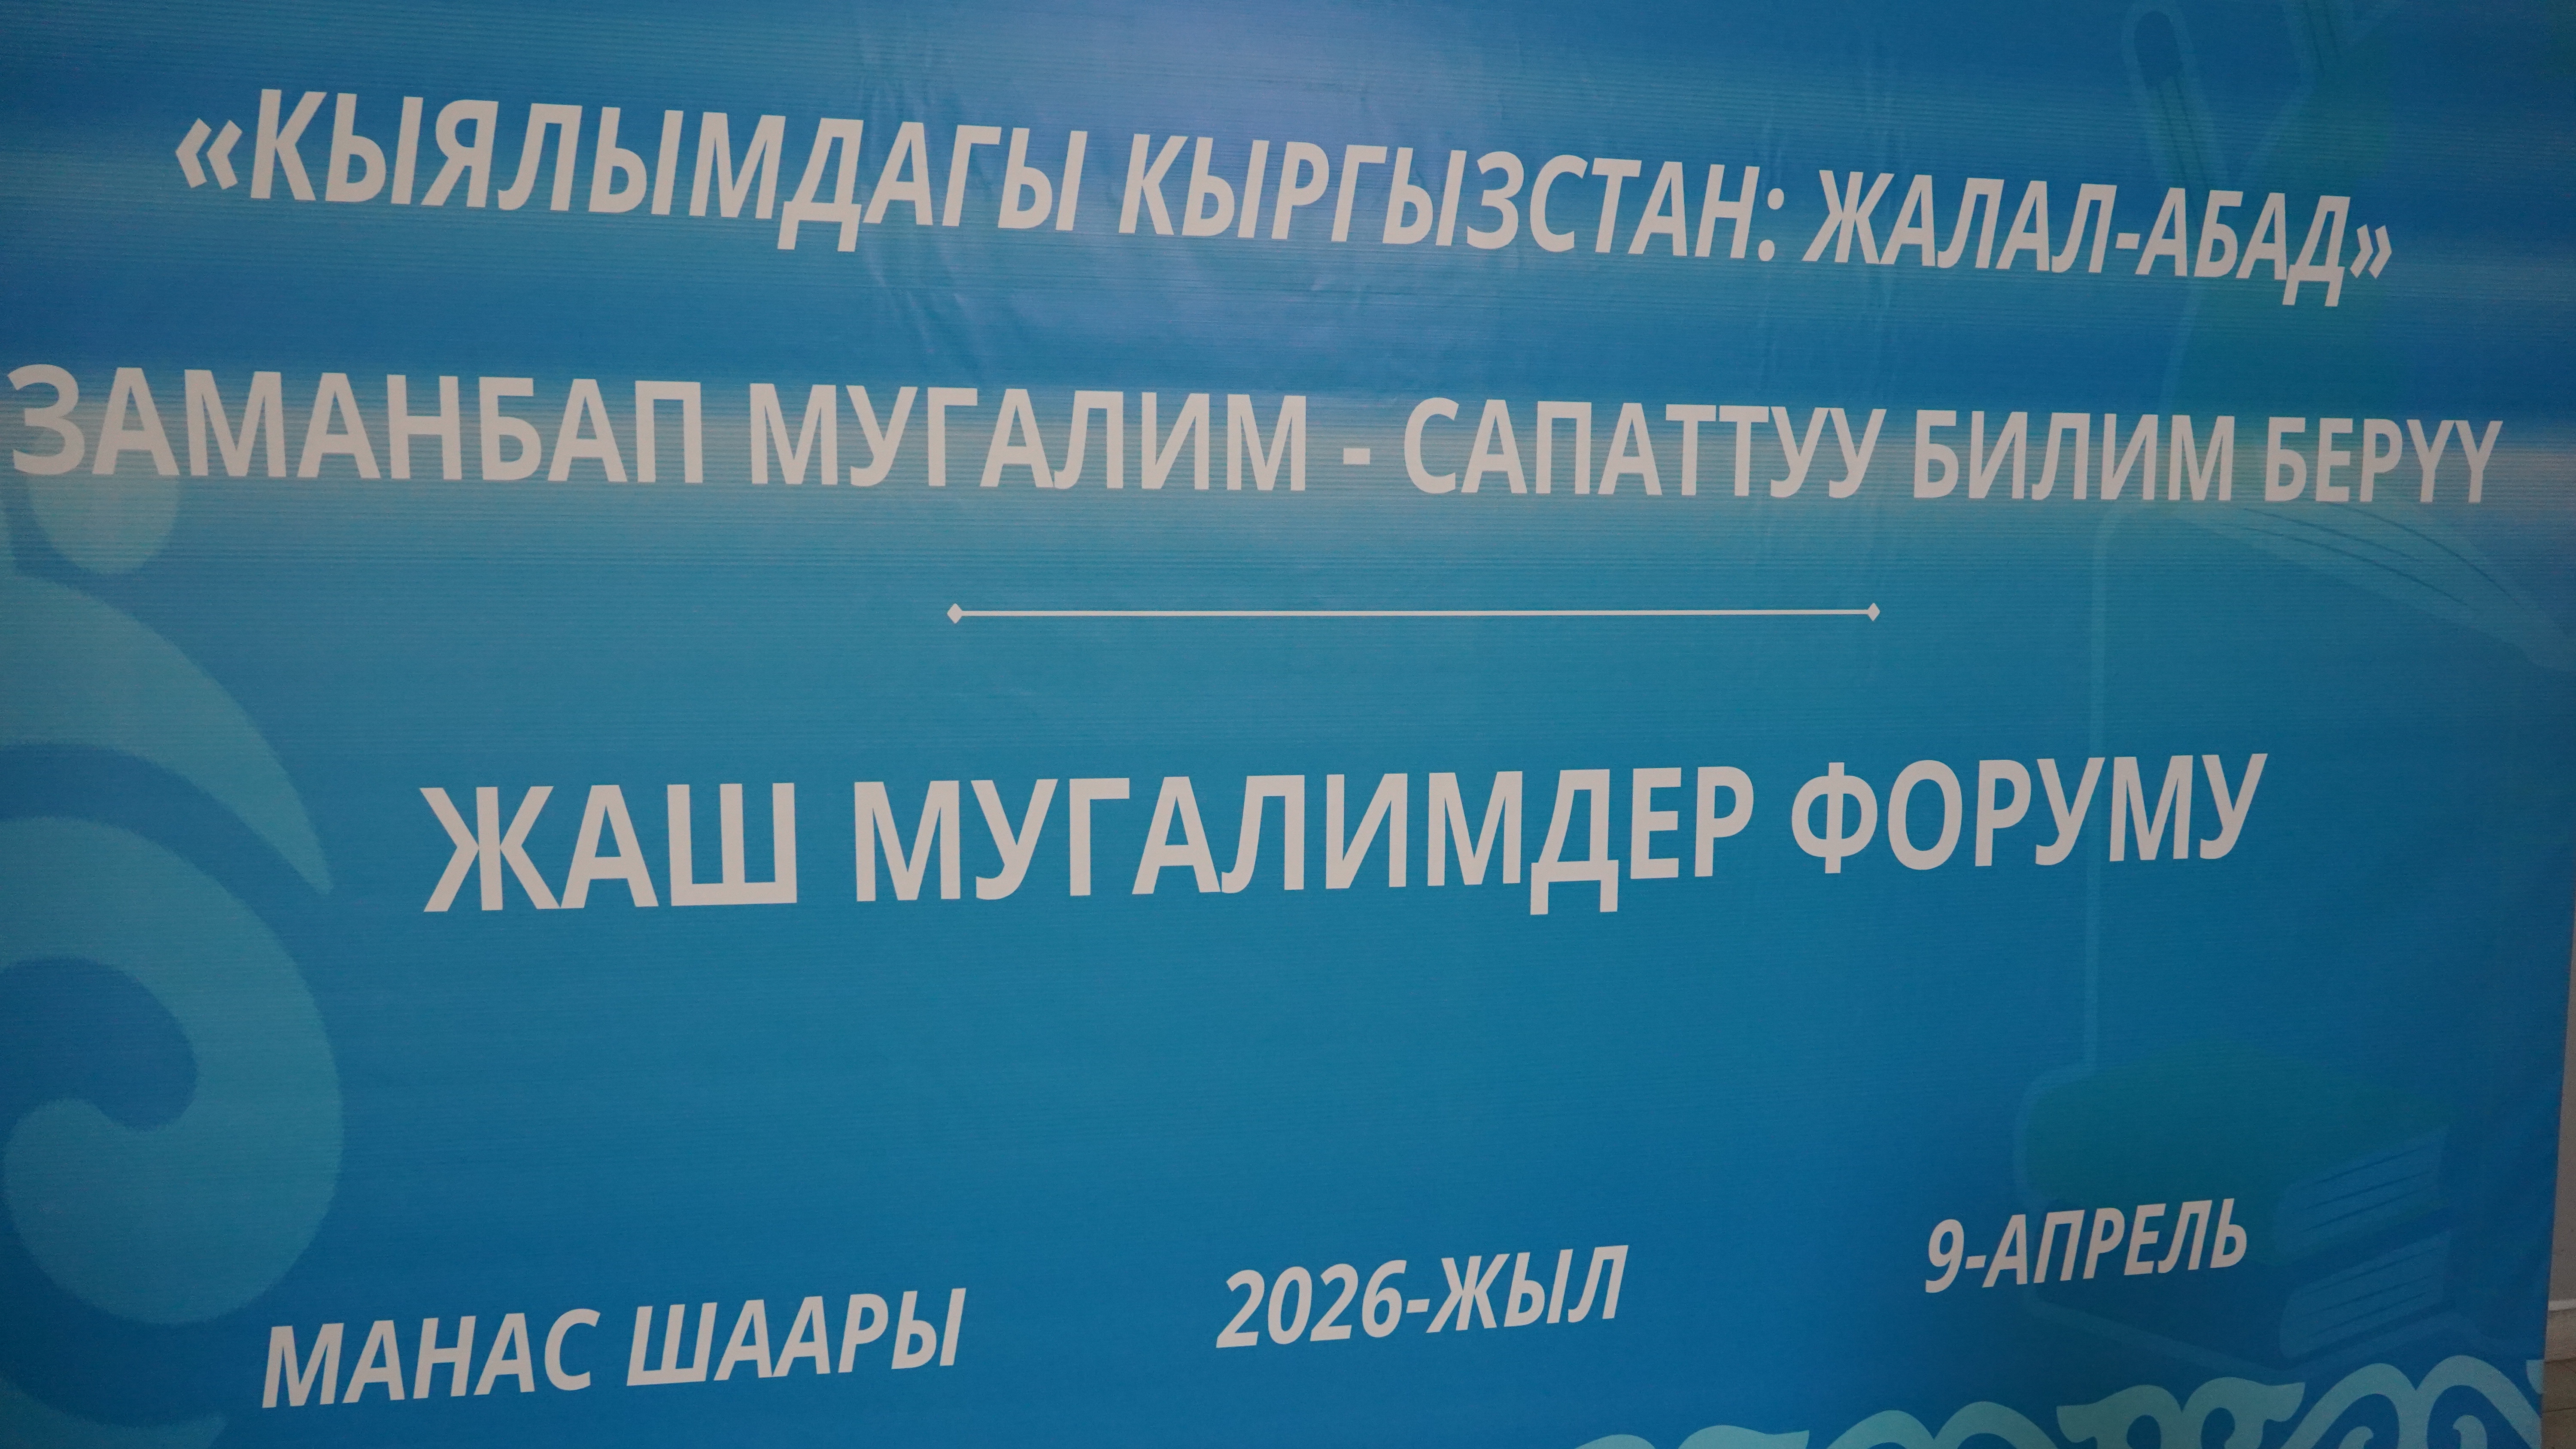 «КЫЯЛЫМДАГЫ КЫРГЫЗСТАН: ЖАЛАЛ-АБАД»
ЗАМАНБАП МУГАЛИМ - САПАТТУУ БИЛИМ БЕРҮҮ
ЖАШ МУГАЛИМДЕР ФОРУМУ
МАНАС ШААРЫ 2026-ЖЫЛ 9-АПРЕЛЬ